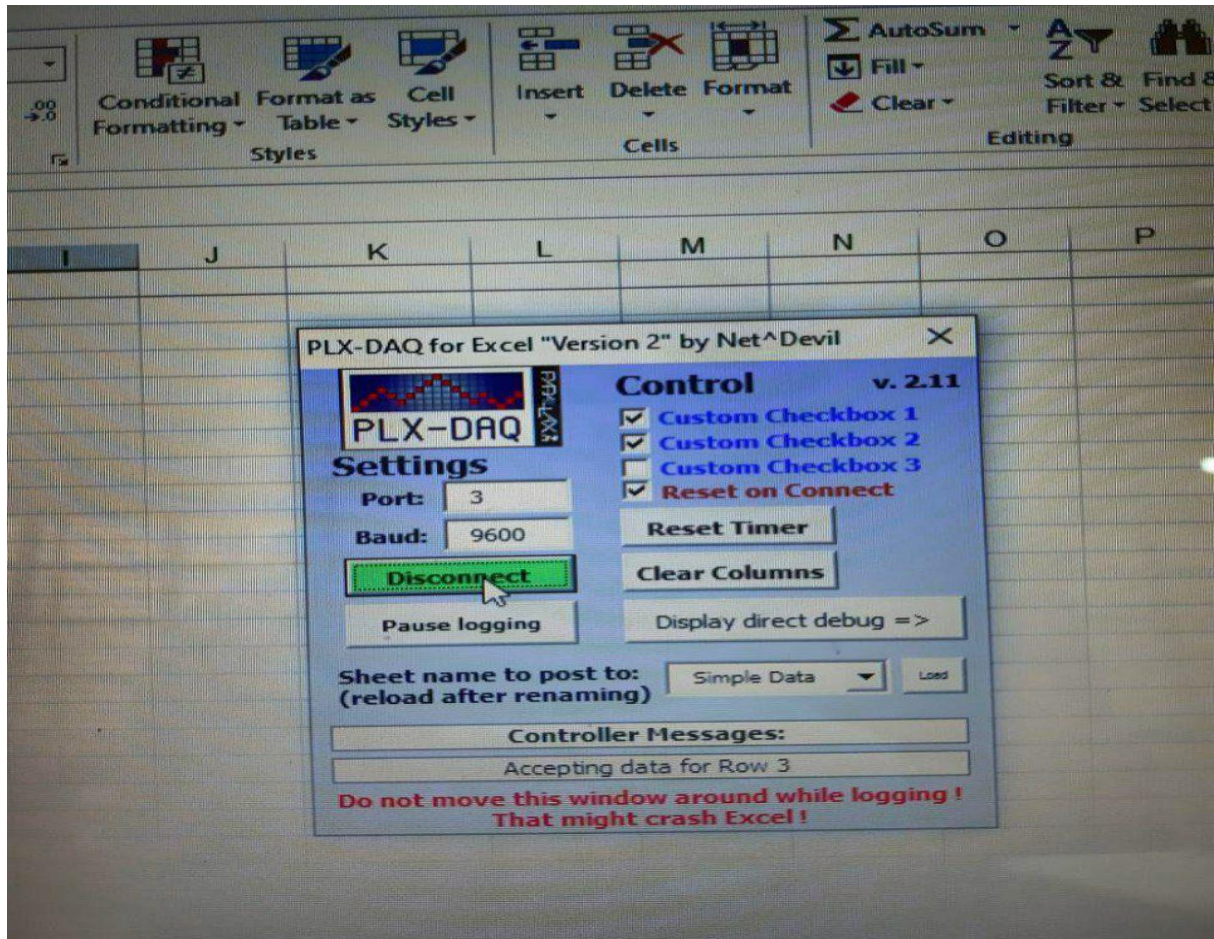 AutoSum
Fill
Clear
.00
→.0
Conditional Formatting
Format as Table
Cell Styles
Insert
Delete
Format
Sort & Filter
Find &
Select
Styles
Cells
Editing
I J K L M N O P
PLX-DAQ for Excel "Version 2" by Net^Devil
PLX-DAQ
Control v. 2.11
Custom Checkbox 1
Custom Checkbox 2
Custom Checkbox 3
Reset on Connect
Settings
Port: 3
Baud: 9600
Reset Timer
Disconnect
Clear Columns
Pause logging
Display direct debug =>
Sheet name to post to:
(reload after renaming)
Simple Data
Load
Controller Messages:
Accepting data for Row 3
Do not move this window around while logging !
That might crash Excel !